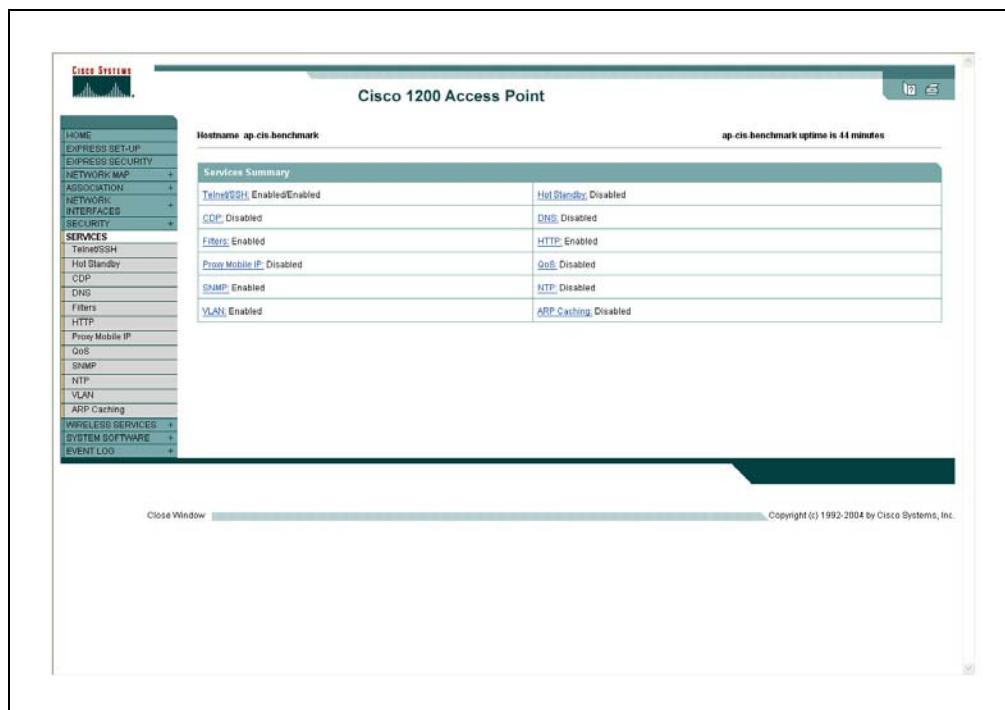 CISCO SYSTEMS
Cisco 1200 Access Point
HOME
EXPRESS SET-UP
EXPRESS SECURITY
NETWORK MAP +
ASSOCIATION +
NETWORK INTERFACES +
SECURITY +
SERVICES
Telnet/SSH
Hot Standby
CDP
DNS
Filters
HTTP
Proxy Mobile IP
QoS
SNMP
NTP
VLAN
ARP Caching
WIRELESS SERVICES +
SYSTEM SOFTWARE +
EVENT LOG +
Hostname ap-cis-benchmark
ap-cis-benchmark uptime is 44 minutes
Services Summary
Telnet/SSH: Enabled/Enabled
Hot Standby: Disabled
CDP: Disabled
DNS: Disabled
Filters: Enabled
HTTP: Enabled
Proxy Mobile IP: Disabled
QoS: Disabled
SNMP: Enabled
NTP: Disabled
VLAN: Enabled
ARP Caching: Disabled
Close Window
Copyright (c) 1992-2004 by Cisco Systems, Inc.